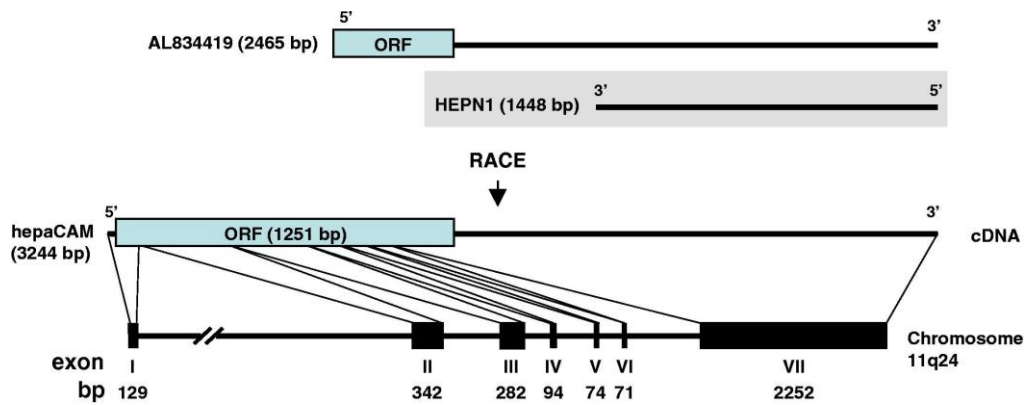 5’ 3’
AL834419 (2465 bp) ORF
3’ 5’
HEPN1 (1448 bp)
RACE
5’ 3’
hepaCAM
(3244 bp)
ORF (1251 bp)
cDNA
Chromosome
11q24
exon I II III IV V VI VII
bp 129 342 282 94 74 71 2252